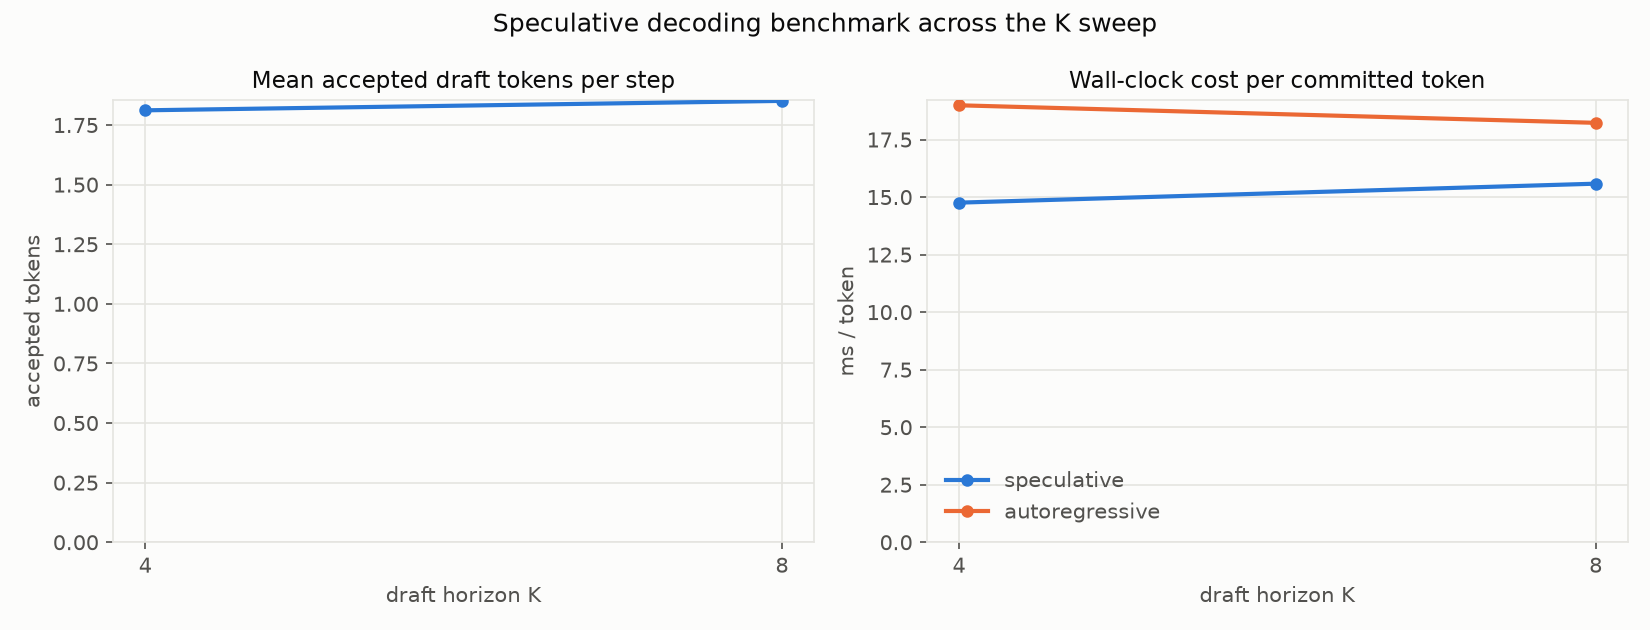 Speculative decoding benchmark across the K sweep
Mean accepted draft tokens per step
accepted tokens
1.75
1.50
1.25
1.00
0.75
0.50
0.25
0.00
4
8
draft horizon K
Wall-clock cost per committed token
ms / token
17.5
15.0
12.5
10.0
7.5
5.0
2.5
0.0
speculative
autoregressive
4
8
draft horizon K